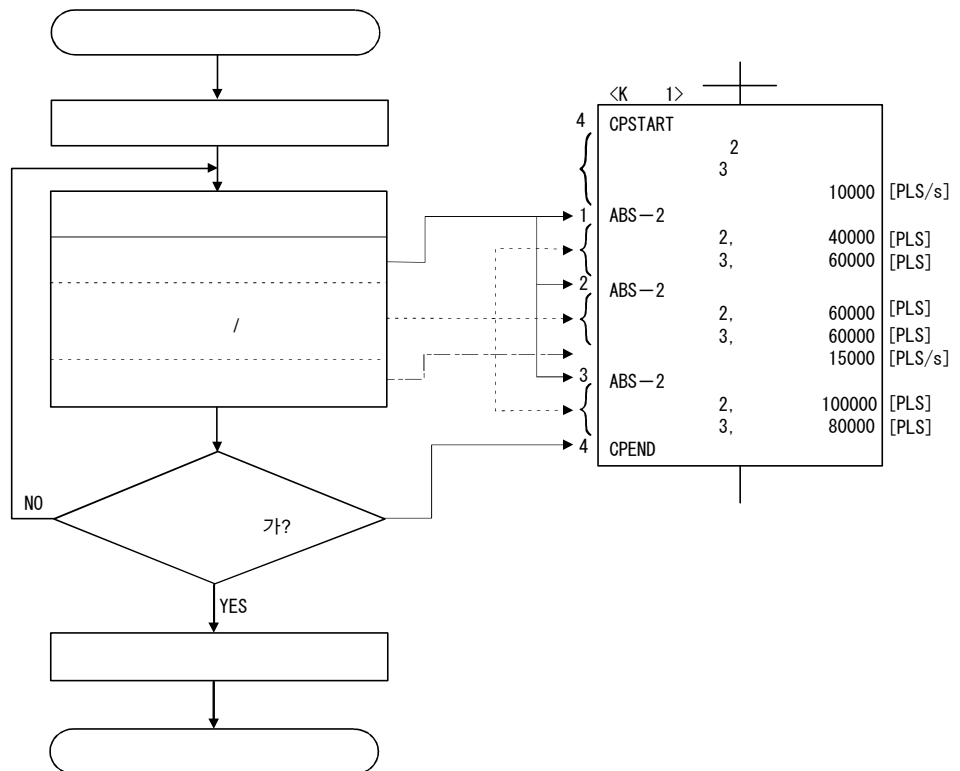 /
가?
NO
YES
<K 1>
4 CPSTART
2
3
10000 [PLS/s]
1 ABS-2
2, 40000 [PLS]
3, 60000 [PLS]
2 ABS-2
2, 60000 [PLS]
3, 60000 [PLS]
15000 [PLS/s]
3 ABS-2
2, 100000 [PLS]
3, 80000 [PLS]
4 CPEND